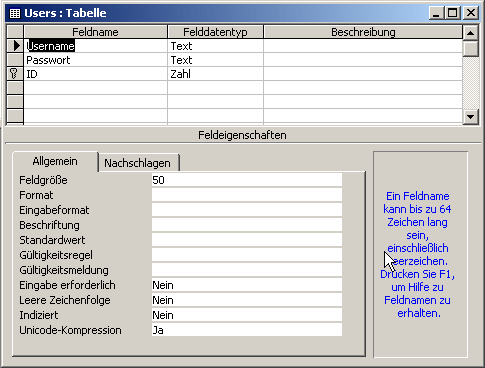 Users : Tabelle
Feldname Felddatentyp Beschreibung
Username Text
Passwort Text
ID Zahl
Feldeigenschaften
Allgemein Nachschlagen
Feldgröße 50
Format
Eingabeformat
Beschriftung
Standardwert
Gültigkeitsregel
Gültigkeitsmeldung
Eingabe erforderlich Nein
Leere Zeichenfolge Nein
Indiziert Nein
Unicode-Kompression Ja
Ein Feldname
kann bis zu 64
Zeichen lang
sein,
einschließlich
Leerzeichen.
Drücken Sie F1,
um Hilfe zu
Feldnamen zu
erhalten.